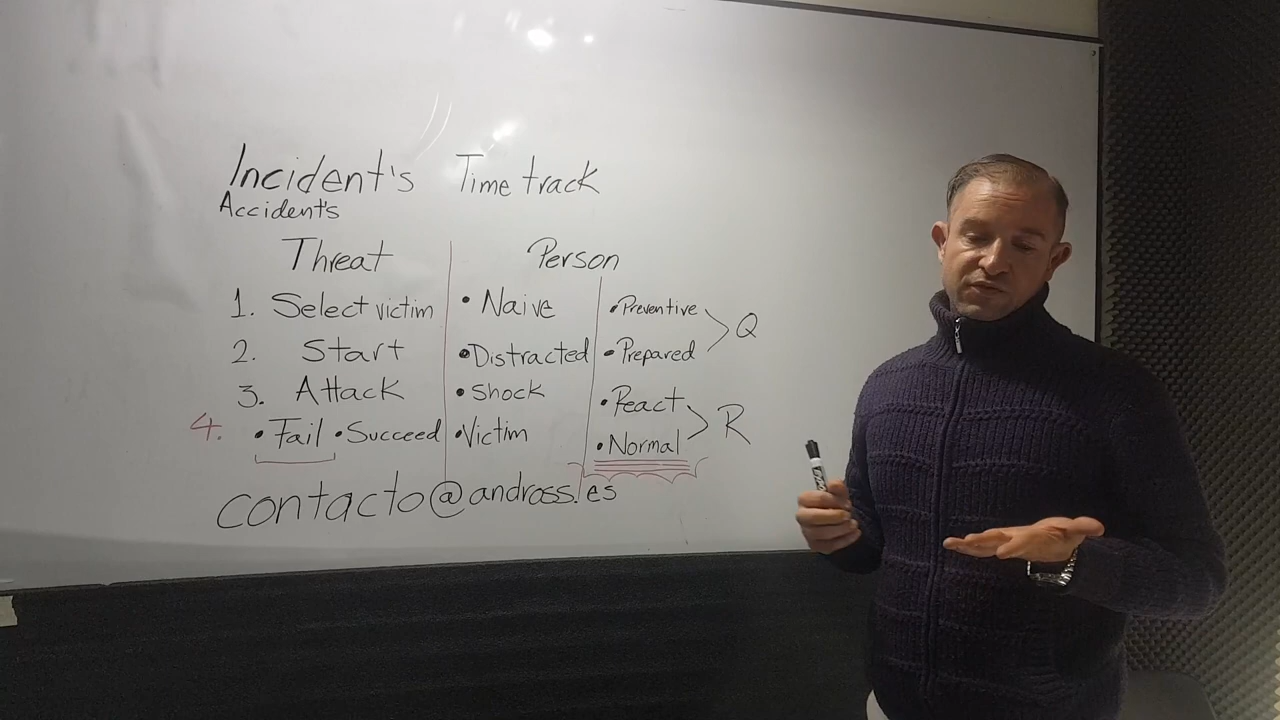 Incident's Time track
Accident's
Threat Person
1. Select victim • Naive • Preventive
2. Start • Distracted • Prepared
Q
3. Attack • Shock • React
4. • Fail • Succeed • Victim • Normal
R
contacto@andross.es